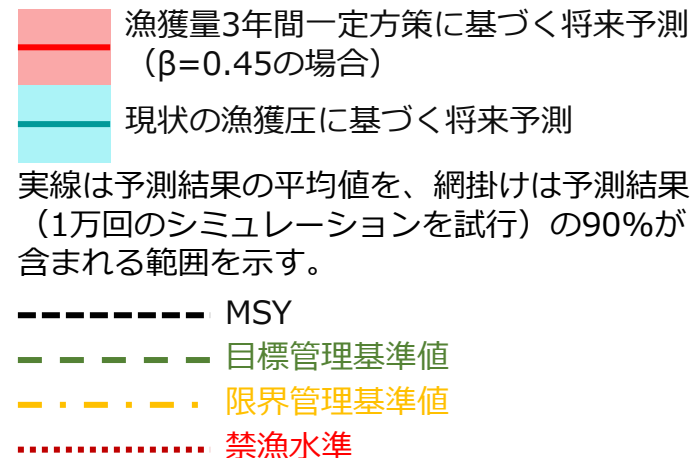 漁獲量3年間一定方策に基づく将来予測
（β=0.45の場合）
現状の漁獲圧に基づく将来予測
実線は予測結果の平均値を、網掛けは予測結果
（1万回のシミュレーションを試行）の90%が
含まれる範囲を示す。
MSY
目標管理基準値
限界管理基準値
禁漁水準